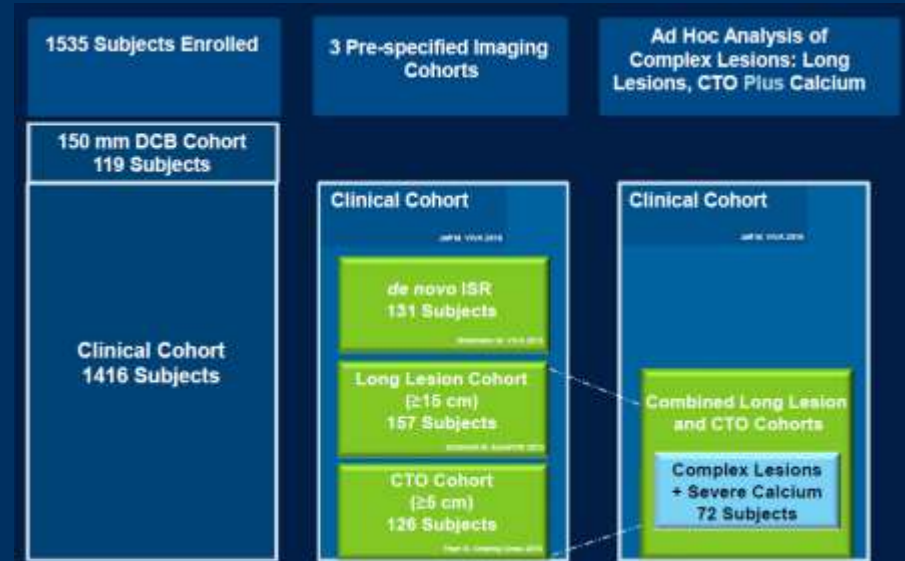 1535 Subjects Enrolled
3 Pre-specified Imaging
Cohorts
Ad Hoc Analysis of
Complex Lesions: Long
Lesions, CTO Plus Calcium
150 mm DCB Cohort
119 Subjects
Clinical Cohort
1416 Subjects
Clinical Cohort
VIVA
de novo ISR
131 Subjects
VIVA
Long Lesion Cohort
(≥15 cm)
157 Subjects
CTO Cohort
(≥5 cm)
126 Subjects
Clinical Cohort
VIVA
Combined Long Lesion
and CTO Cohorts
Complex Lesions
+ Severe Calcium
72 Subjects